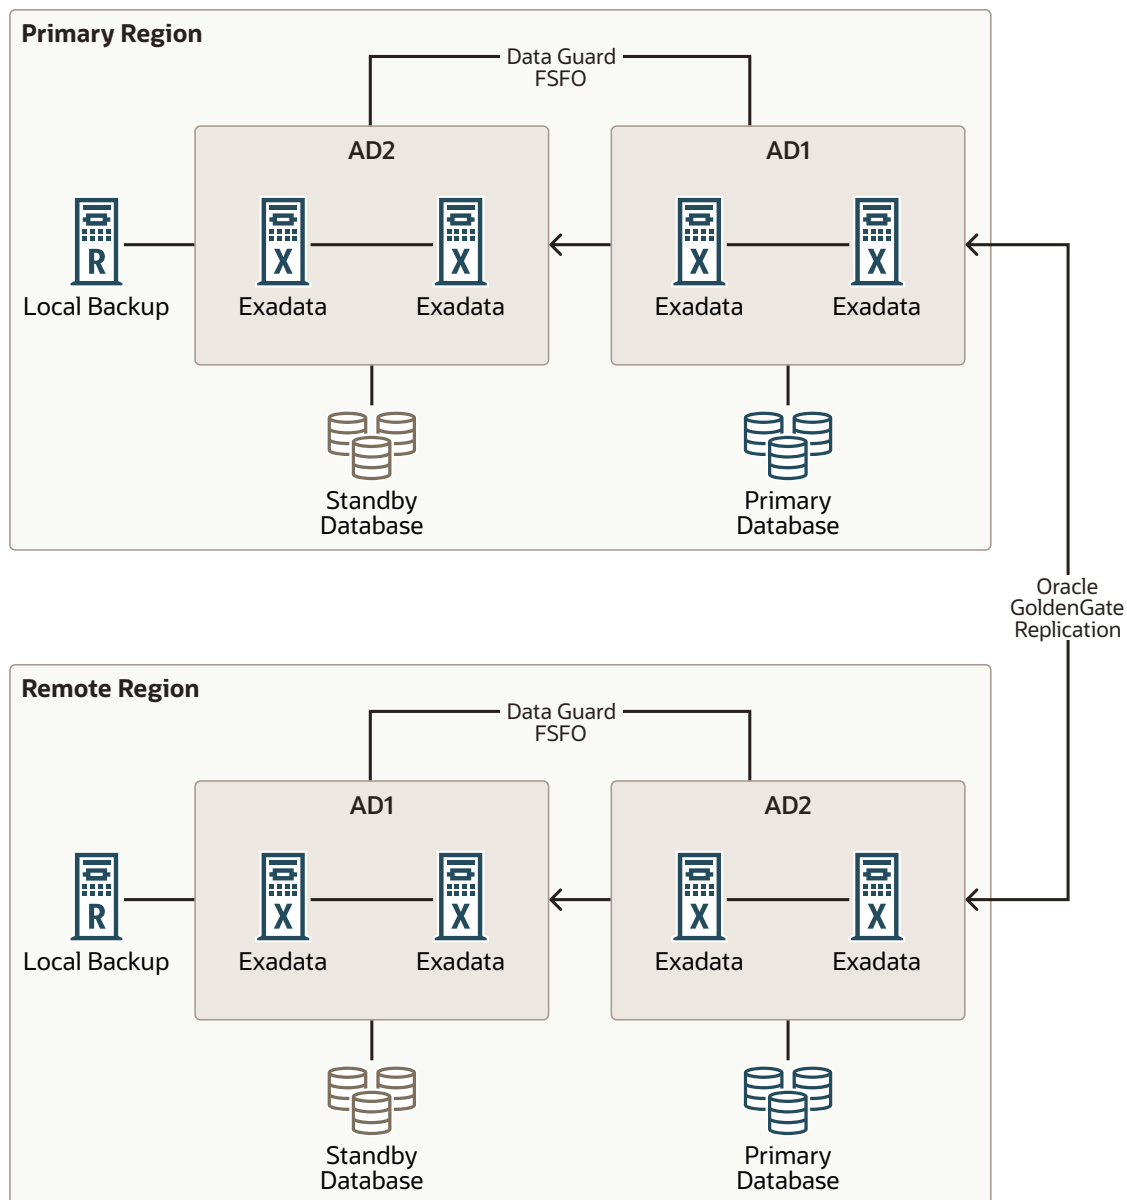 Primary Region
Data Guard
FSFO
AD2
AD1
R
X
X
X
X
Local Backup
Exadata
Exadata
Exadata
Exadata
Standby
Database
Primary
Database
Oracle
GoldenGate
Replication
Remote Region
Data Guard
FSFO
AD1
AD2
R
X
X
X
X
Local Backup
Exadata
Exadata
Exadata
Exadata
Standby
Database
Primary
Database